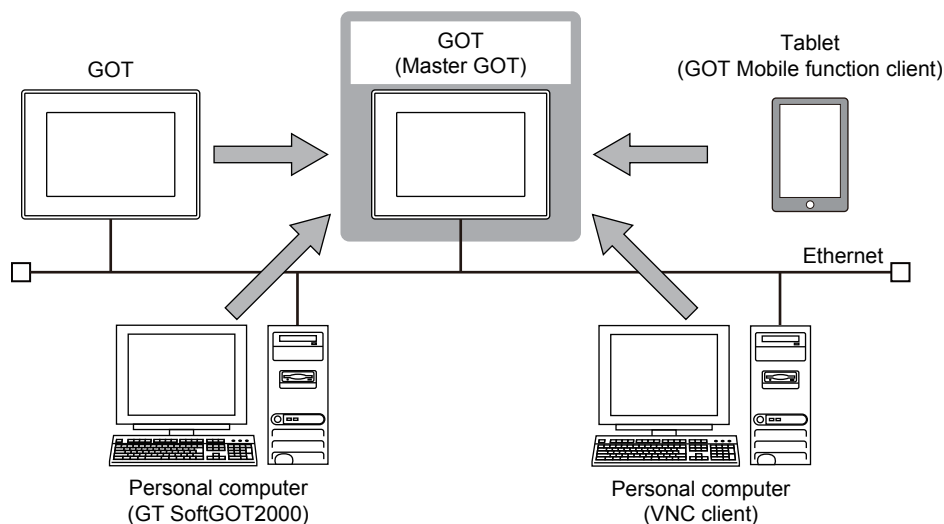 GOT
GOT
(Master GOT)
Tablet
(GOT Mobile function client)
Ethernet
Personal computer
(GT SoftGOT2000)
Personal computer
(VNC client)